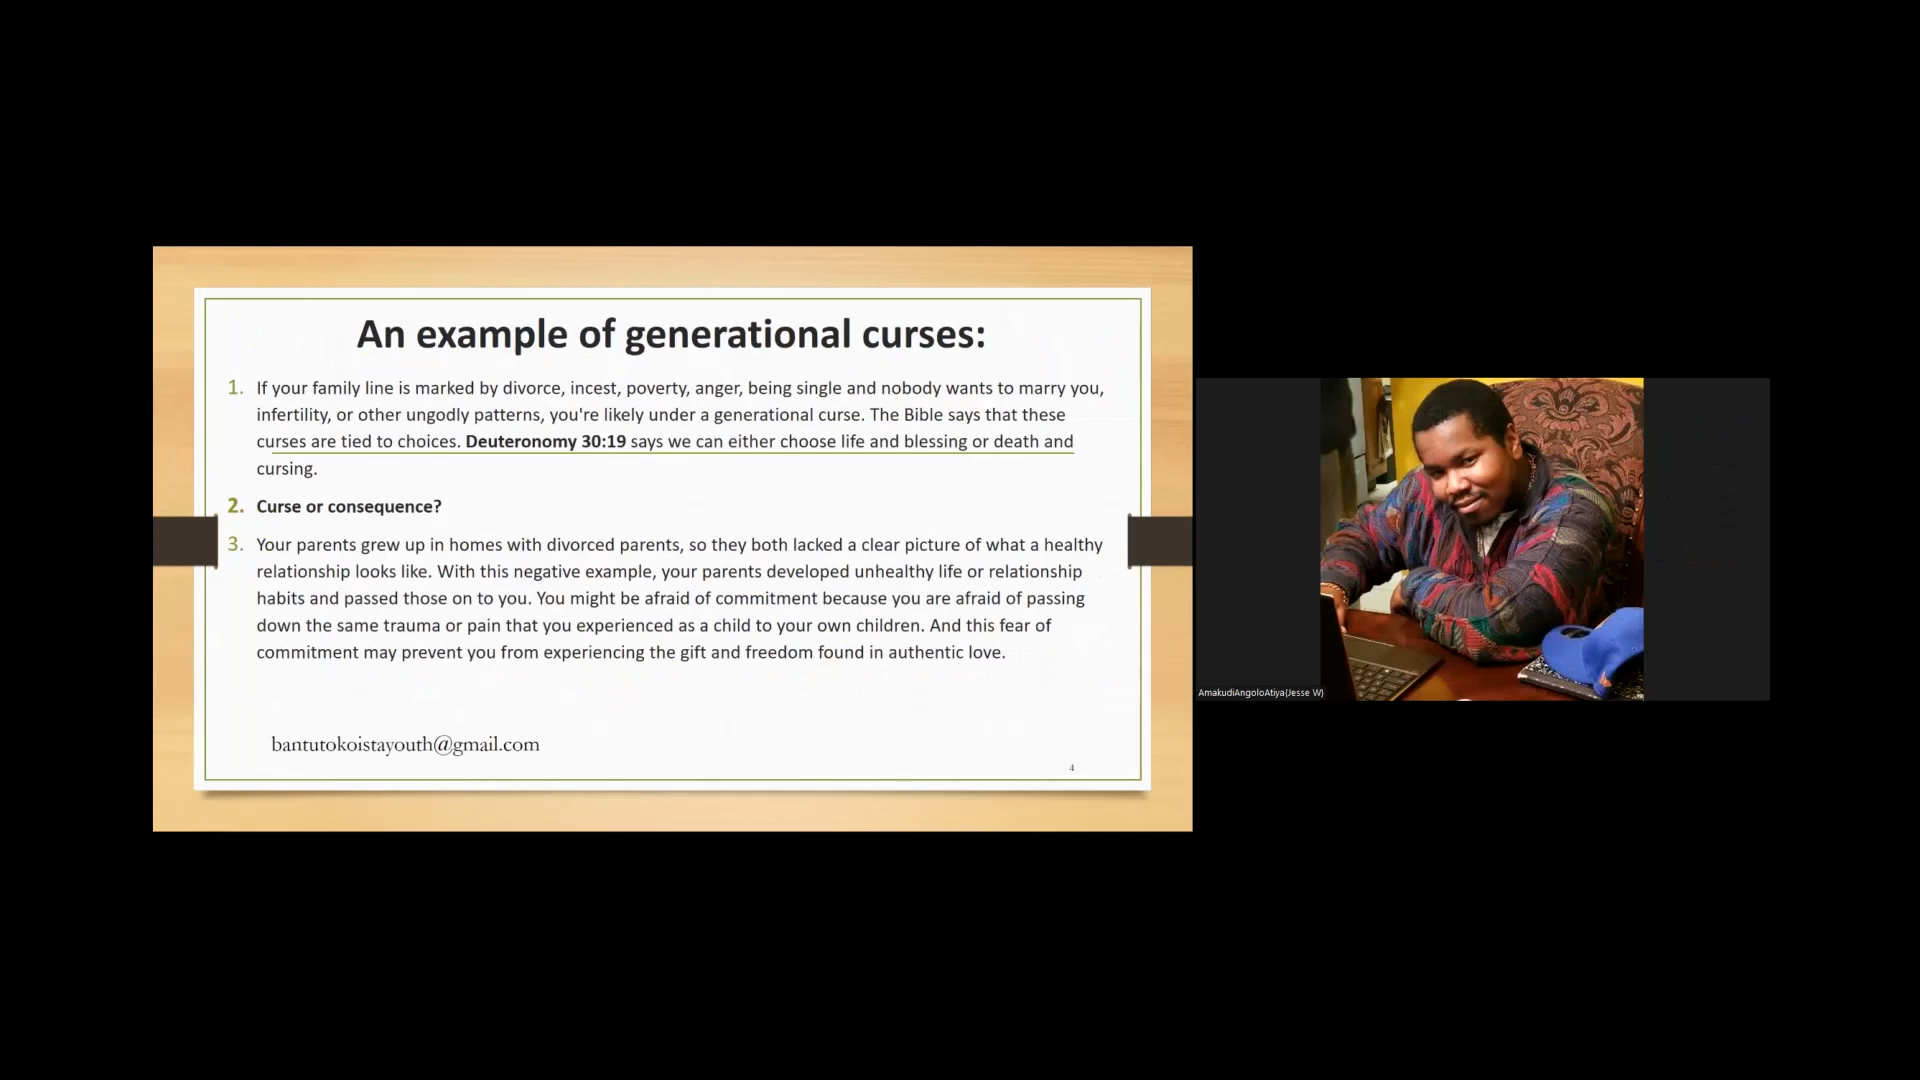 An example of generational curses:
1. If your family line is marked by divorce, incest, poverty, anger, being single and nobody wants to marry you,
infertility, or other ungodly patterns, you're likely under a generational curse. The Bible says that these
curses are tied to choices. Deuteronomy 30:19 says we can either choose life and blessing or death and
cursing.
2. Curse or consequence?
3. Your parents grew up in homes with divorced parents, so they both lacked a clear picture of what a healthy
relationship looks like. With this negative example, your parents developed unhealthy life or relationship
habits and passed those on to you. You might be afraid of commitment because you are afraid of passing
down the same trauma or pain that you experienced as a child to your own children. And this fear of
commitment may prevent you from experiencing the gift and freedom found in authentic love.
bantutokoistayouth@gmail.com
4
AmakudiAngoloAtiya(Jesse W)